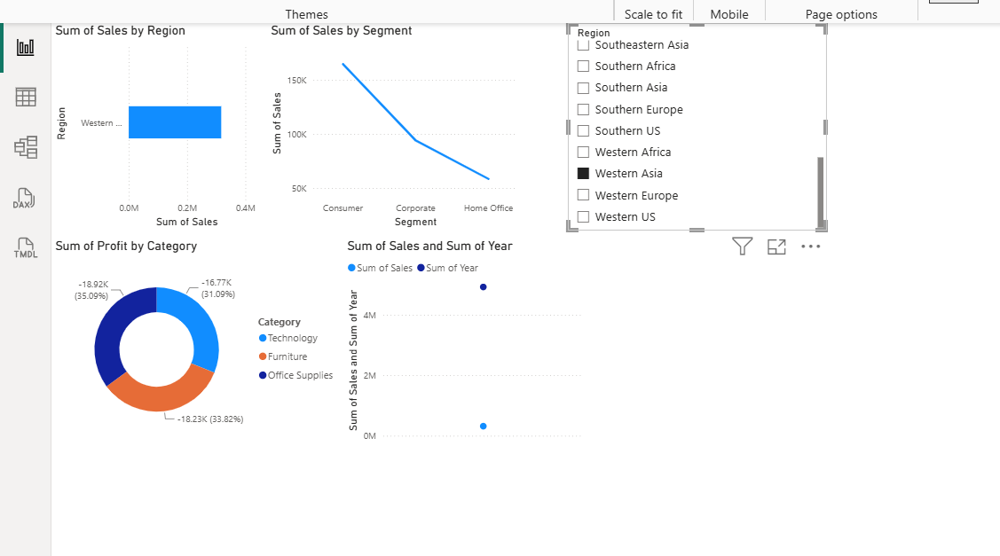 Themes
Scale to fit
Mobile
Page options
Sum of Sales by Region
Region
Western ...
0.0M 0.2M 0.4M
Sum of Sales
Sum of Sales by Segment
Sum of Sales
150K
100K
50K
Consumer Corporate Home Office
Segment
Region
Southeastern Asia
Southern Africa
Southern Asia
Southern Europe
Southern US
Western Africa
Western Asia
Western Europe
Western US
DAX
TMDL
Sum of Profit by Category
-18.92K
(35.09%)
-16.77K
(31.09%)
-18.23K (33.82%)
Category
Technology
Furniture
Office Supplies
Sum of Sales and Sum of Year
Sum of Sales Sum of Year
Sum of Sales and Sum of Year
4M
2M
0M